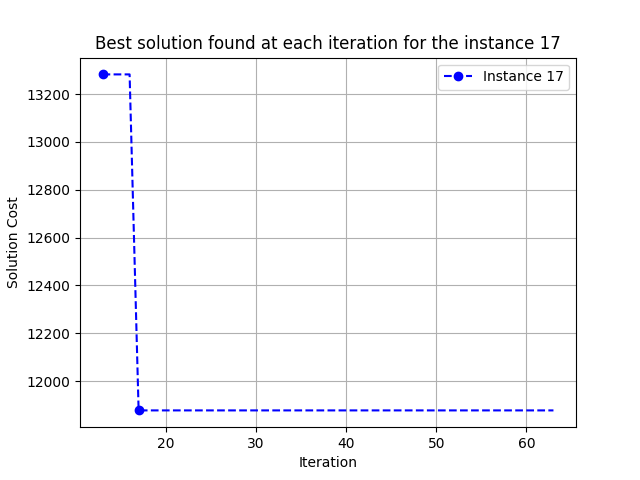 Best solution found at each iteration for the instance 17
Instance 17
13200
13000
12800
12600
12400
12200
12000
Solution Cost
20 30 40 50 60
Iteration